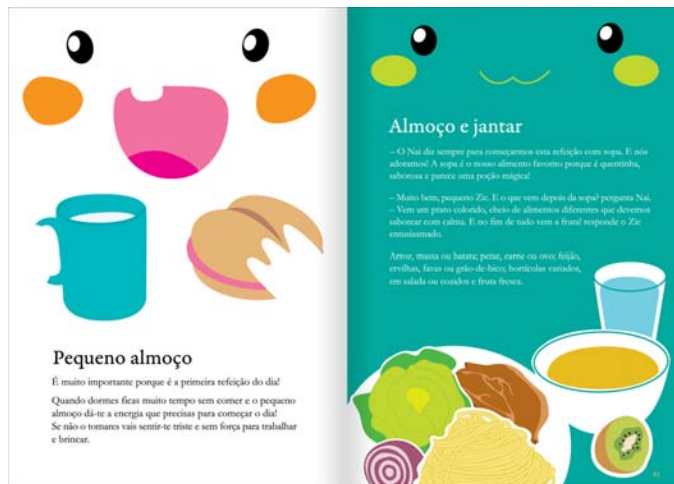 Pequeno almoço
É muito importante porque é a primeira refeição do dia!
Quando dormes ficas muito tempo sem comer e o pequeno
almoço dá-te a energia que precisas para começar o dia!
Se não o tomares vais sentir-te triste e sem força para trabalhar
e brincar.
Almoço e jantar
– O Nai diz sempre para começarmos esta refeição com sopa. E nós
adoramos! A sopa é o nosso alimento favorito porque é quentinha,
saborosa e parece uma poção mágica!
– Muito bem, pequeno Zic. E o que vem depois da sopa? pergunta Nai.
– Vem um prato colorido, cheio de alimentos diferentes que devemos
saborear com calma. E no fim de tudo vem a fruta! responde o Zic
entusiasmado.
Arroz, massa ou batata; peixe, carne ou ovo; feijão,
ervilhas, favas ou grão-de-bico; hortícolas variados,
em salada ou cozidos e fruta fresca.